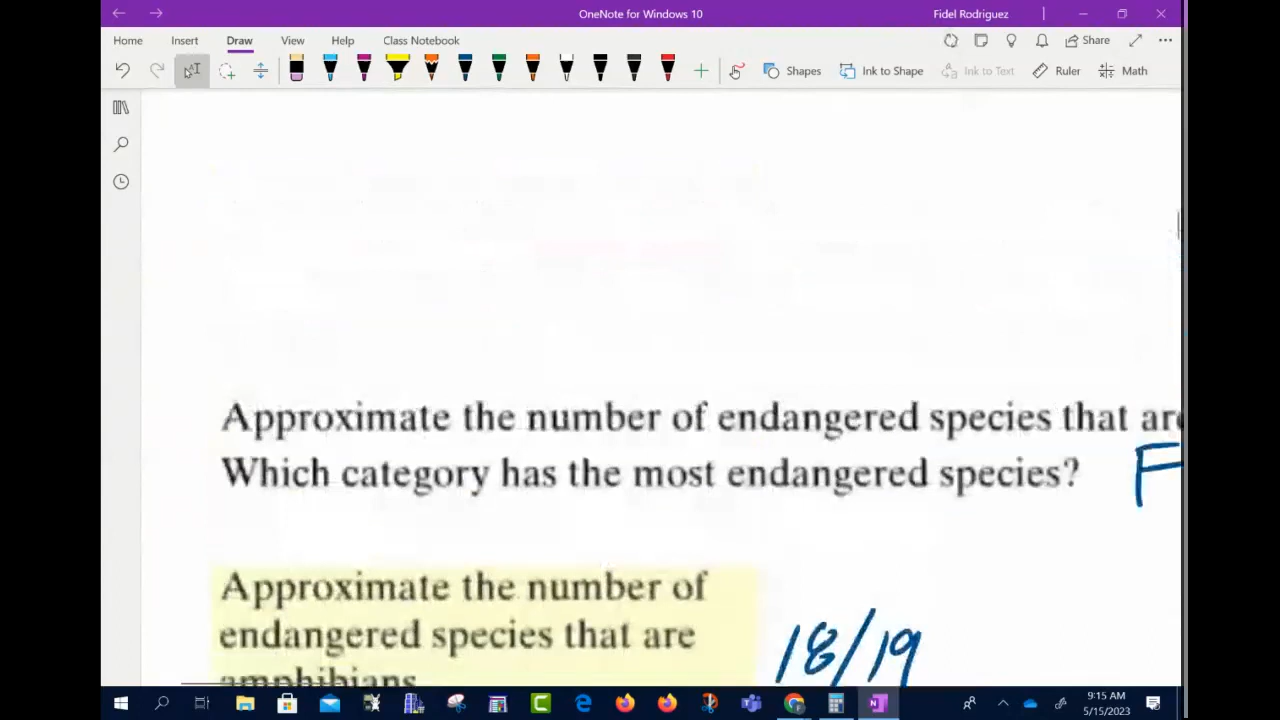 OneNote for Windows 10
Fidel Rodriguez
Home Insert Draw View Help Class Notebook
Share
Shapes Ink to Shape Ink to Text Ruler Math
Approximate the number of endangered species that are
Which category has the most endangered species? F
Approximate the number of
endangered species that are
amphibians
18/19
9:15 AM
5/15/2023